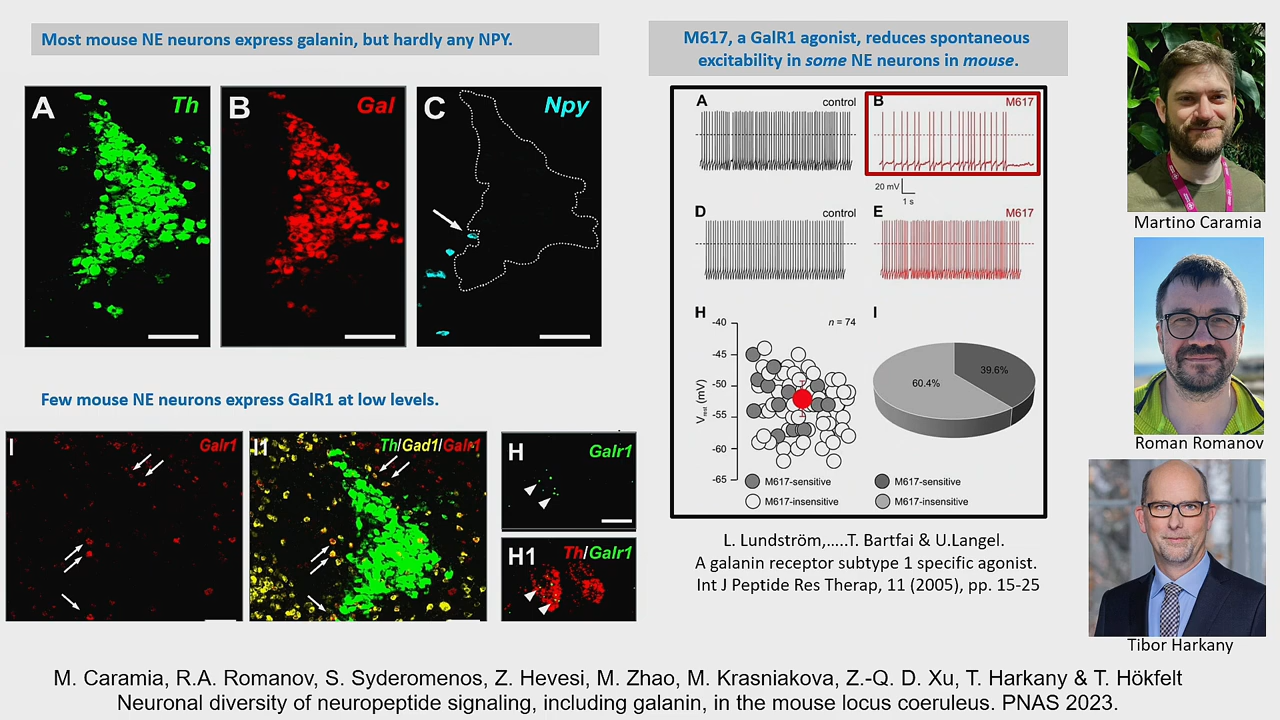 Most mouse NE neurons express galanin, but hardly any NPY.
A
Th
B
Gal
C
Npy
Few mouse NE neurons express GalR1 at low levels.
I
Galr1
I1
Th/Gad1/Galr1
H
Galr1
H1
Th/Galr1
M617, a GalR1 agonist, reduces spontaneous
excitability in some NE neurons in mouse.
A
control
B
M617
20 mV
1 s
D
control
E
M617
H
n = 74
-40
-45
-50
-55
-60
-65
Vrest (mV)
M617-sensitive
M617-insensitive
I
60.4%
39.6%
M617-sensitive
M617-insensitive
L. Lundström,.....T. Bartfai & U.Langel.
A galanin receptor subtype 1 specific agonist.
Int J Peptide Res Therap, 11 (2005), pp. 15-25
Martino Caramia
Roman Romanov
Tibor Harkany
M. Caramia, R.A. Romanov, S. Syderomenos, Z. Hevesi, M. Zhao, M. Krasniakova, Z.-Q. D. Xu, T. Harkany & T. Hökfelt
Neuronal diversity of neuropeptide signaling, including galanin, in the mouse locus coeruleus. PNAS 2023.